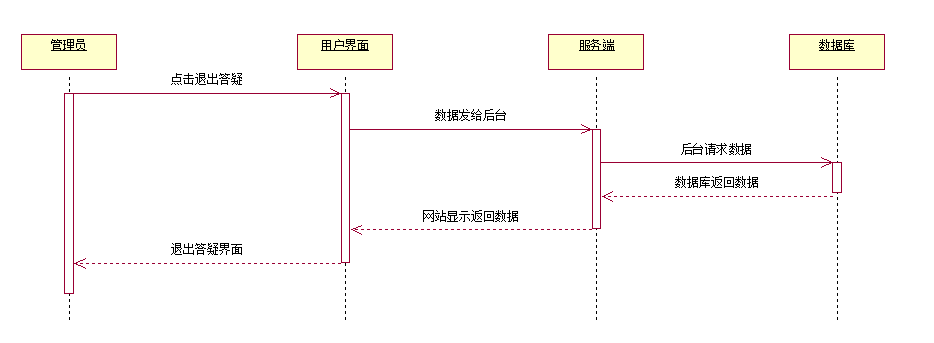 管理员
用户界面
服务端
数据库
点击退出答疑
数据发给后台
后台请求数据
数据库返回数据
网站显示返回数据
退出答疑界面